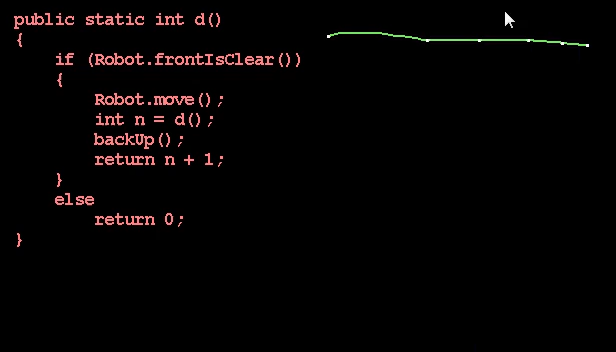 public static int d()
{
    if (Robot.frontIsClear())
    {
        Robot.move();
        int n = d();
        backUp();
        return n + 1;
    }
    else
        return 0;
}